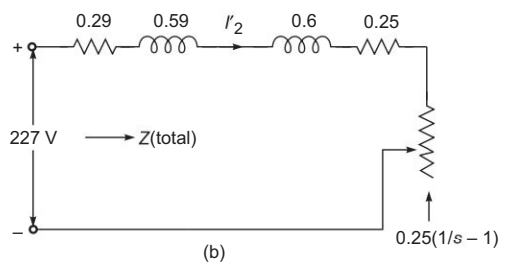 0.29 0.59 I′2 0.6 0.25
+
227 V Z(total)
–
0.25(1/s – 1)
(b)